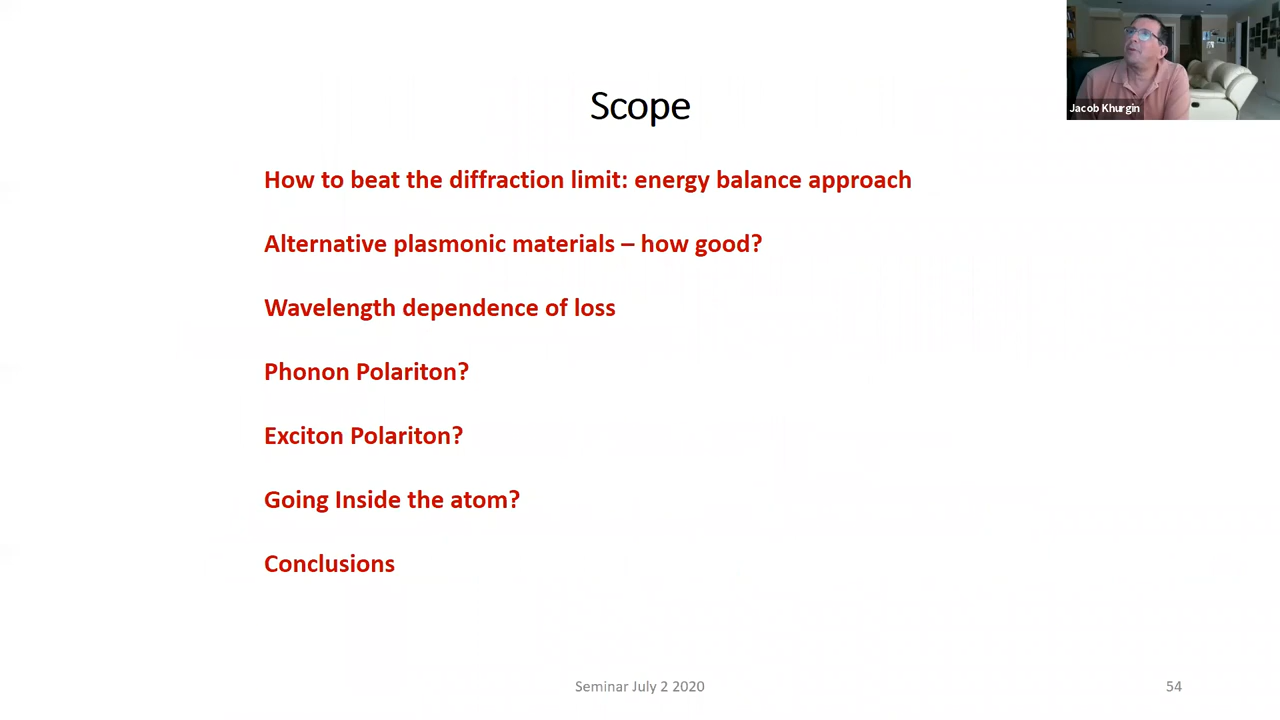 Jacob Khurgin
Scope
How to beat the diffraction limit: energy balance approach
Alternative plasmonic materials – how good?
Wavelength dependence of loss
Phonon Polariton?
Exciton Polariton?
Going Inside the atom?
Conclusions
Seminar July 2 2020
54